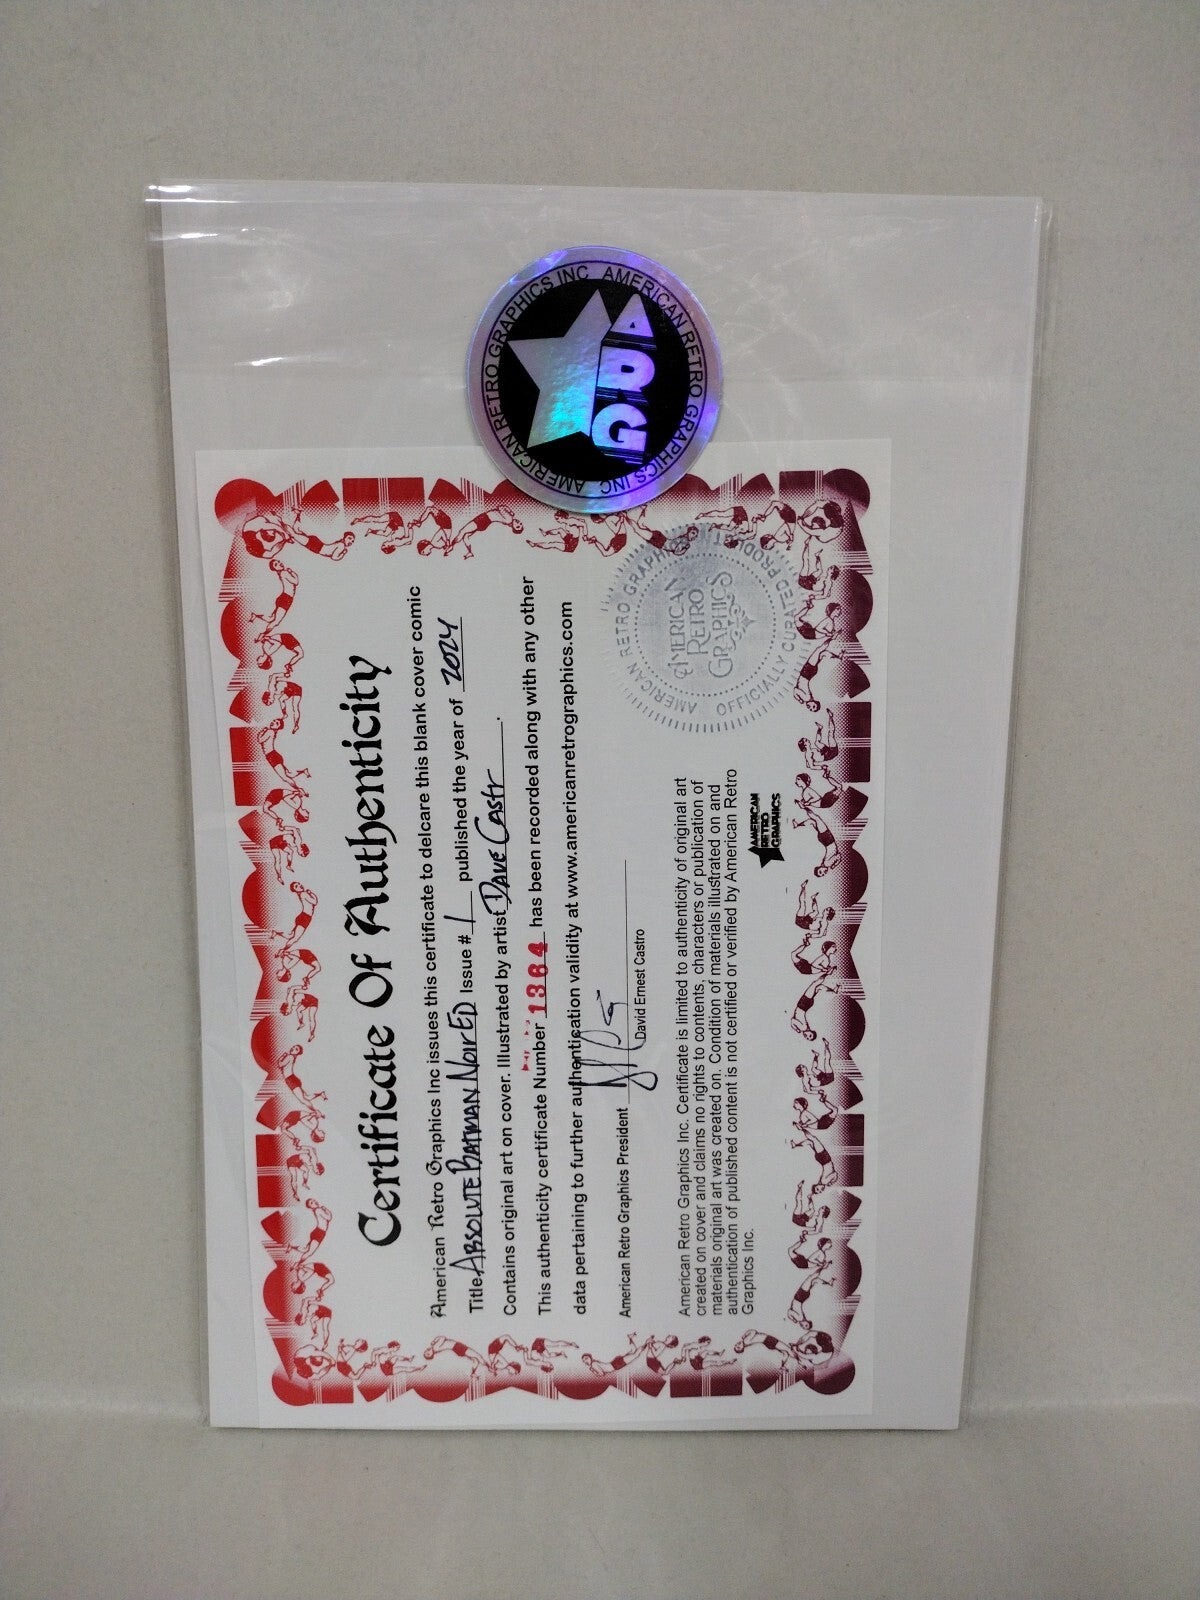 AMERICAN RETRO GRAPHICS INC AMERICAN RETRO GRAPHICS INC
ARG
Certificate Of Authenticity
American Retro Graphics Inc issues this certificate to delcare this blank cover comic
Title ABSOLUTE BATMAN NOIR ED Issue # 1 published the year of 2024
Contains original art on cover. Illustrated by artist DAVE CASTR.
This authenticity certificate Number 1364 has been recorded along with any other
data pertaining to further authentication validity at www.americanretrographics.com
American Retro Graphics President
David Ernest Castro
American Retro Graphics Inc. Certificate is limited to authenticity of original art
created on cover and claims no rights to contents, characters or publication of
materials original art was created on. Condition of materials illustrated on and
authentication of published content is not certified or verified by American Retro
Graphics Inc.
AMERICAN
RETRO
GRAPHICS
AMERICAN RETRO GRAPHICS
OFFICIALLY CURATED PRODUCT
AMERICAN
RETRO
GRAPHICS